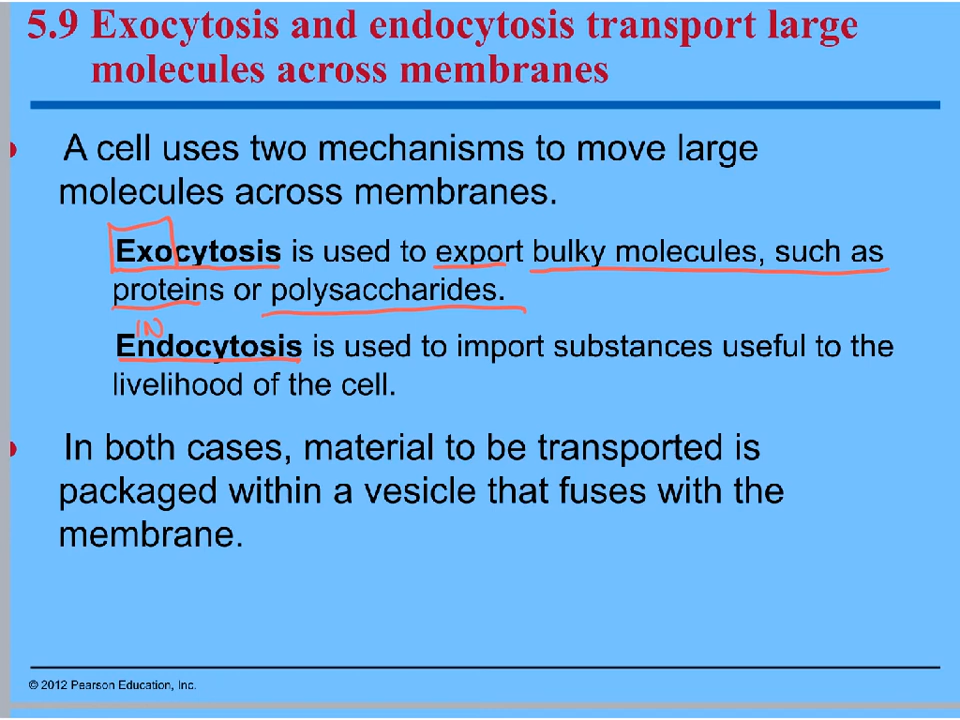 5.9 Exocytosis and endocytosis transport large
molecules across membranes
A cell uses two mechanisms to move large
molecules across membranes.
Exocytosis is used to export bulky molecules, such as
proteins or polysaccharides.
IN
Endocytosis is used to import substances useful to the
livelihood of the cell.
In both cases, material to be transported is
packaged within a vesicle that fuses with the
membrane.
© 2012 Pearson Education, Inc.